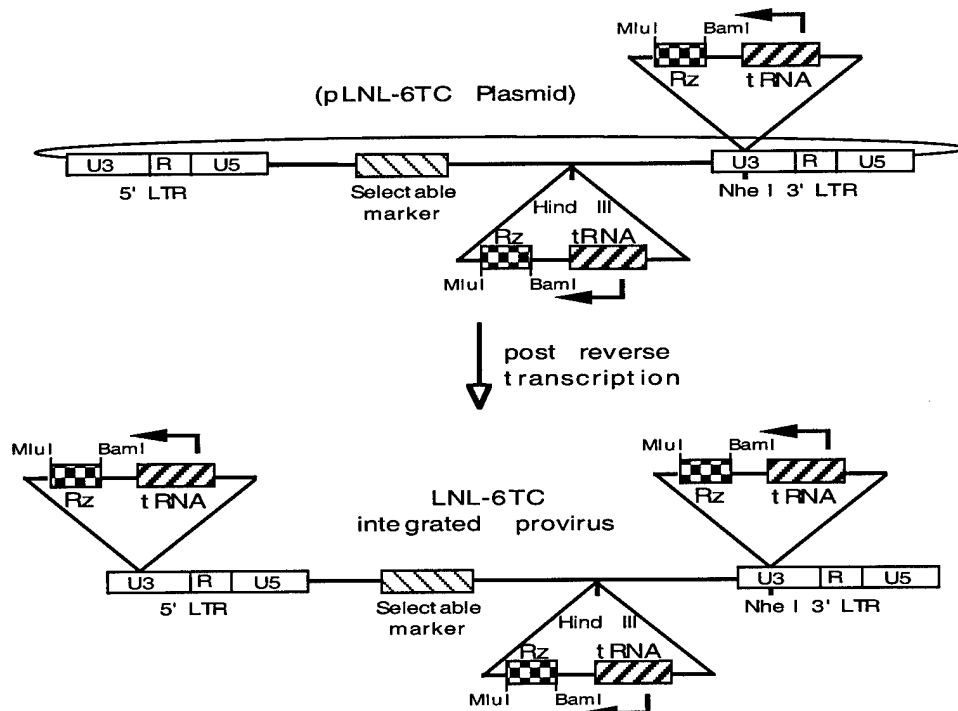 MluI BamI
Rz tRNA
(pLNL-6TC Plasmid)
U3 R U5
5' LTR
Selectable
marker
U3 R U5
Nhe I 3' LTR
Hind III
Rz tRNA
MluI BamI
post reverse
transcription
MluI BamI
Rz tRNA
LNL-6TC
integrated provirus
MluI BamI
Rz tRNA
U3 R U5
5' LTR
Selectable
marker
U3 R U5
Nhe I 3' LTR
Hind III
Rz tRNA
MluI BamI